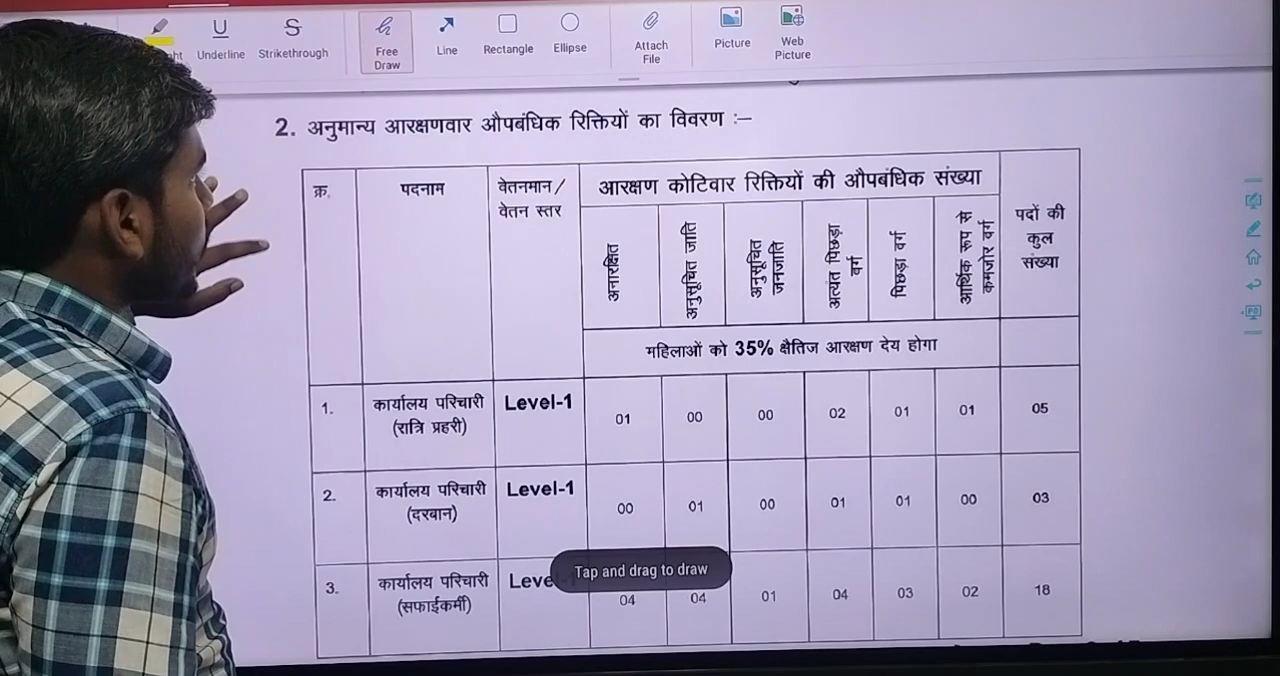 Underline Strikethrough Free Draw Line Rectangle Ellipse Attach File Picture Web Picture
2. अनुमान्य आरक्षणवार औपबंधिक रिक्तियों का विवरण :–
क्र. पदनाम वेतनमान/ वेतन स्तर आरक्षण कोटिवार रिक्तियों की औपबंधिक संख्या पदों की कुल संख्या
अनारक्षित अनुसूचित जाति अनुसूचित जनजाति अत्यंत पिछड़ा वर्ग पिछड़ा वर्ग आर्थिक रूप से कमजोर वर्ग
महिलाओं को 35% क्षैतिज आरक्षण देय होगा
1. कार्यालय परिचारी (रात्रि प्रहरी) Level-1 01 00 00 02 01 01 05
2. कार्यालय परिचारी (दरबान) Level-1 00 01 00 01 01 00 03
Tap and drag to draw
3. कार्यालय परिचारी (सफाईकर्मी) 04 04 01 04 03 02 18